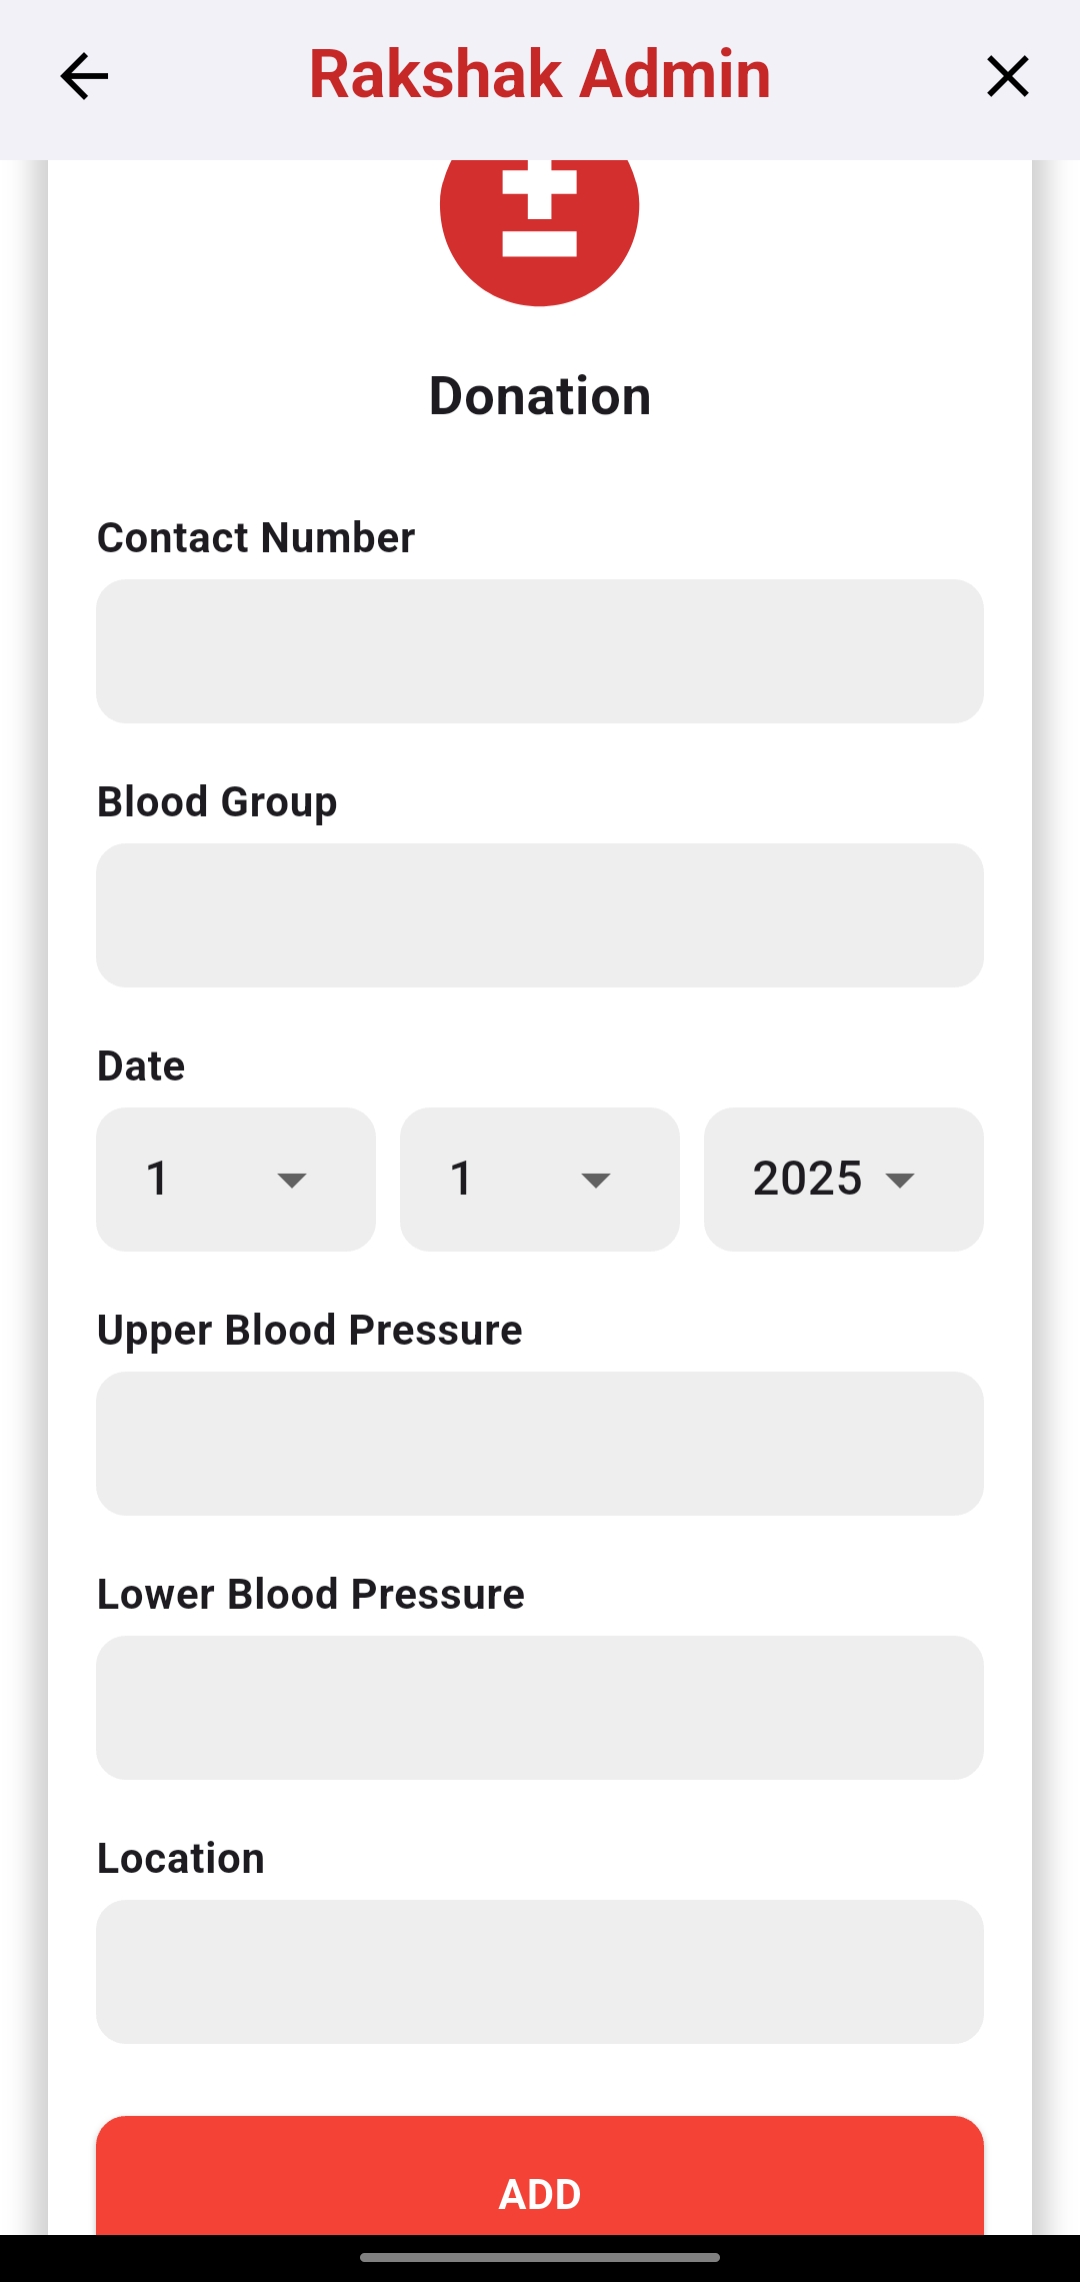 Rakshak Admin
Donation
Contact Number
Blood Group
Date
1 1 2025
Upper Blood Pressure
Lower Blood Pressure
Location
ADD